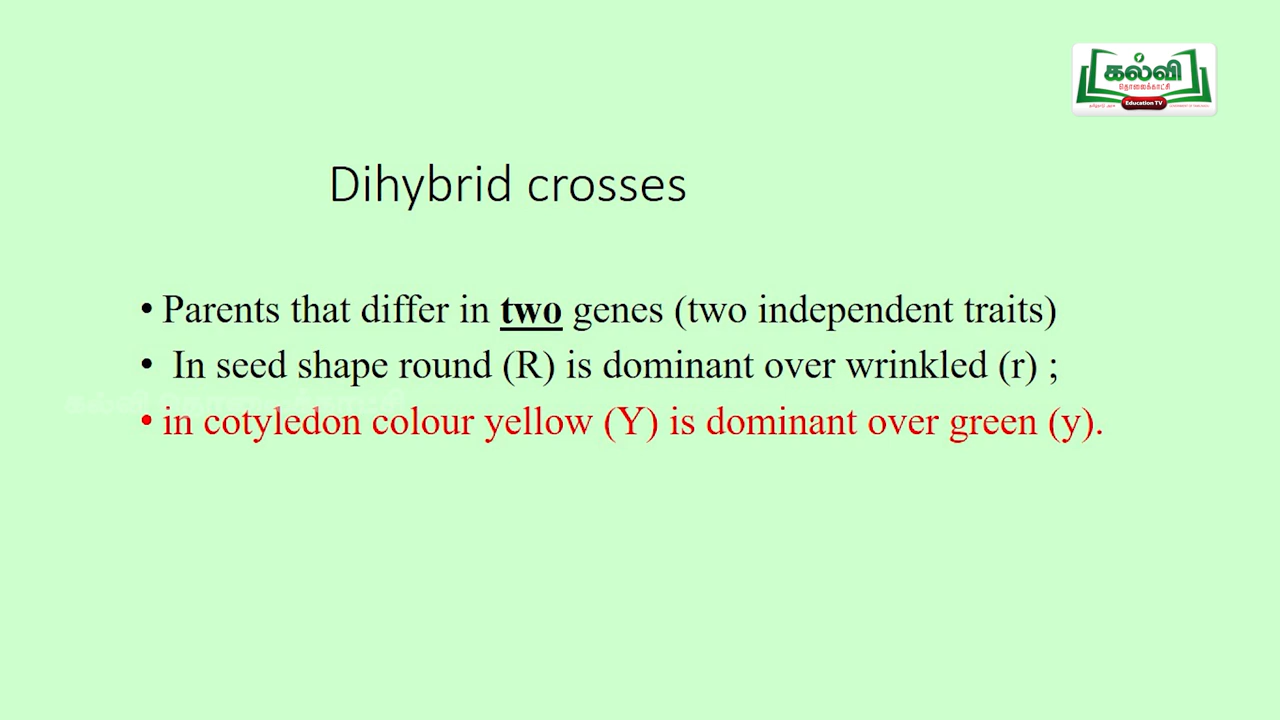 கல்வி
தொலைக்காட்சி
Education TV
Dihybrid crosses
• Parents that differ in two genes (two independent traits)
• In seed shape round (R) is dominant over wrinkled (r) ;
• in cotyledon colour yellow (Y) is dominant over green (y).